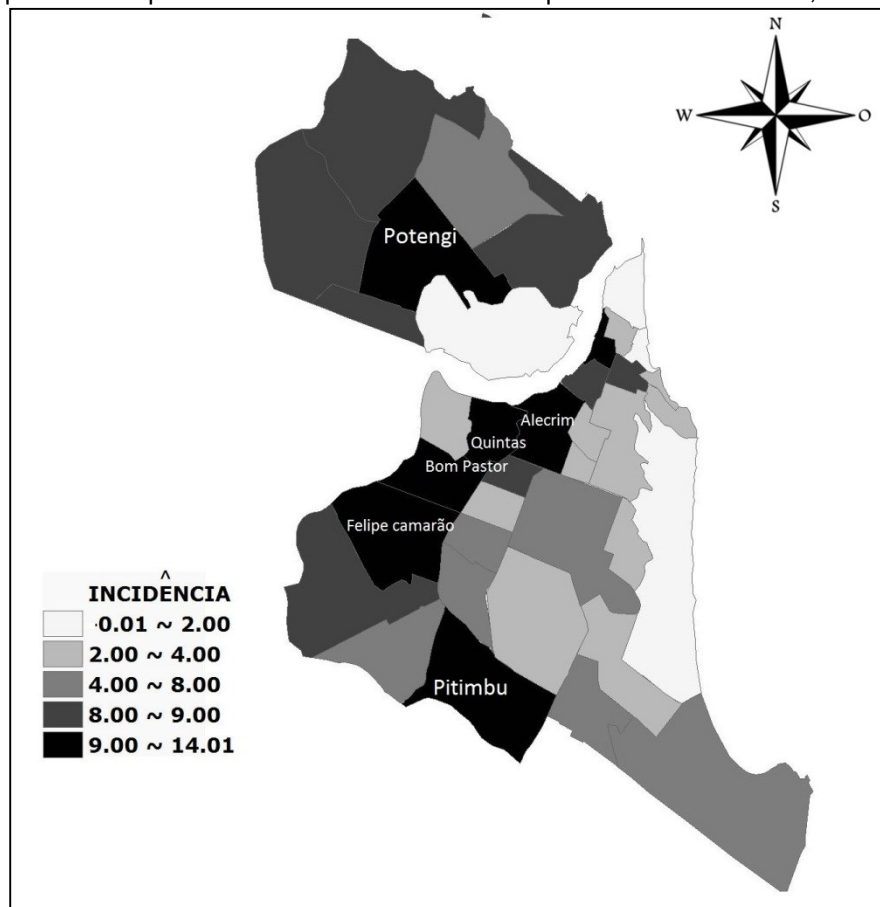 N
W
O
S
Potengi
Alecrim
Quintas
Bom Pastor
Felipe camarão
Pitimbu
INCIDÊNCIA
0.01 ~ 2.00
2.00 ~ 4.00
4.00 ~ 8.00
8.00 ~ 9.00
9.00 ~ 14.01